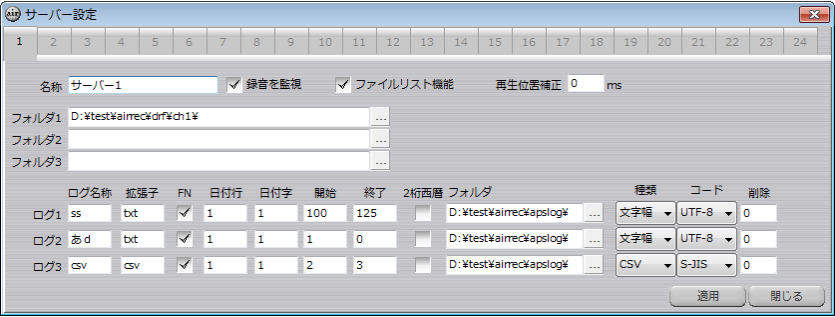 air サーバー設定
1 2 3 4 5 6 7 8 9 10 11 12 13 14 15 16 17 18 19 20 21 22 23 24
名称 サーバー1 録音を監視 ファイルリスト機能 再生位置補正 0 ms
フォルダ1 D:¥test¥airrec¥drf¥ch1¥ ...
フォルダ2 ...
フォルダ3 ...
ログ名称 拡張子 FN 日付行 日付字 開始 終了 2桁西暦 フォルダ 種類 コード 削除
ログ1 ss txt 1 1 100 125 D:¥test¥airrec¥apslog¥ ... 文字幅 UTF-8 0
ログ2 あd txt 1 1 1 0 D:¥test¥airrec¥apslog¥ ... 文字幅 UTF-8 0
ログ3 csv csv 1 1 2 3 D:¥test¥airrec¥apslog¥ ... CSV S-JIS 0
適用 閉じる